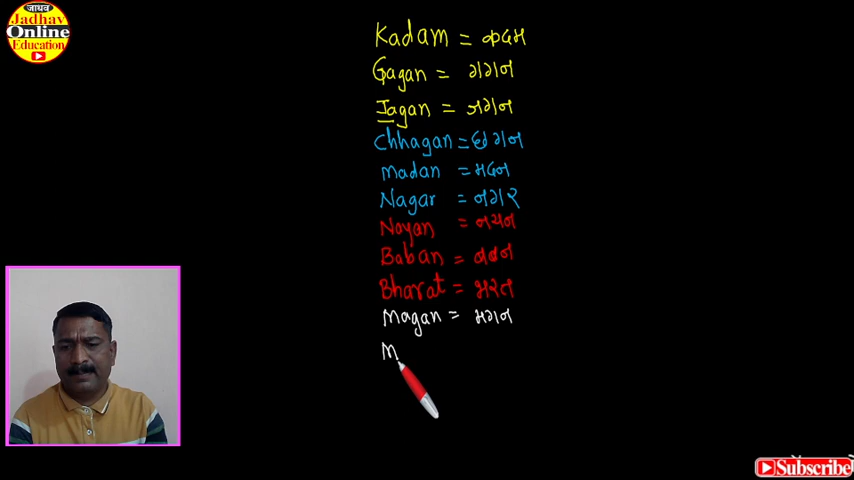 जाधव
Jadhav
Online
Education
Kadam = કદમ
Gagan = ગગન
Jagan = જગન
Chhagan = છગન
Madan = મદન
Nagar = નગર
Nayan = નયન
Baban = બબન
Bharat = ભરત
Magan = મગન
M
Subscribe